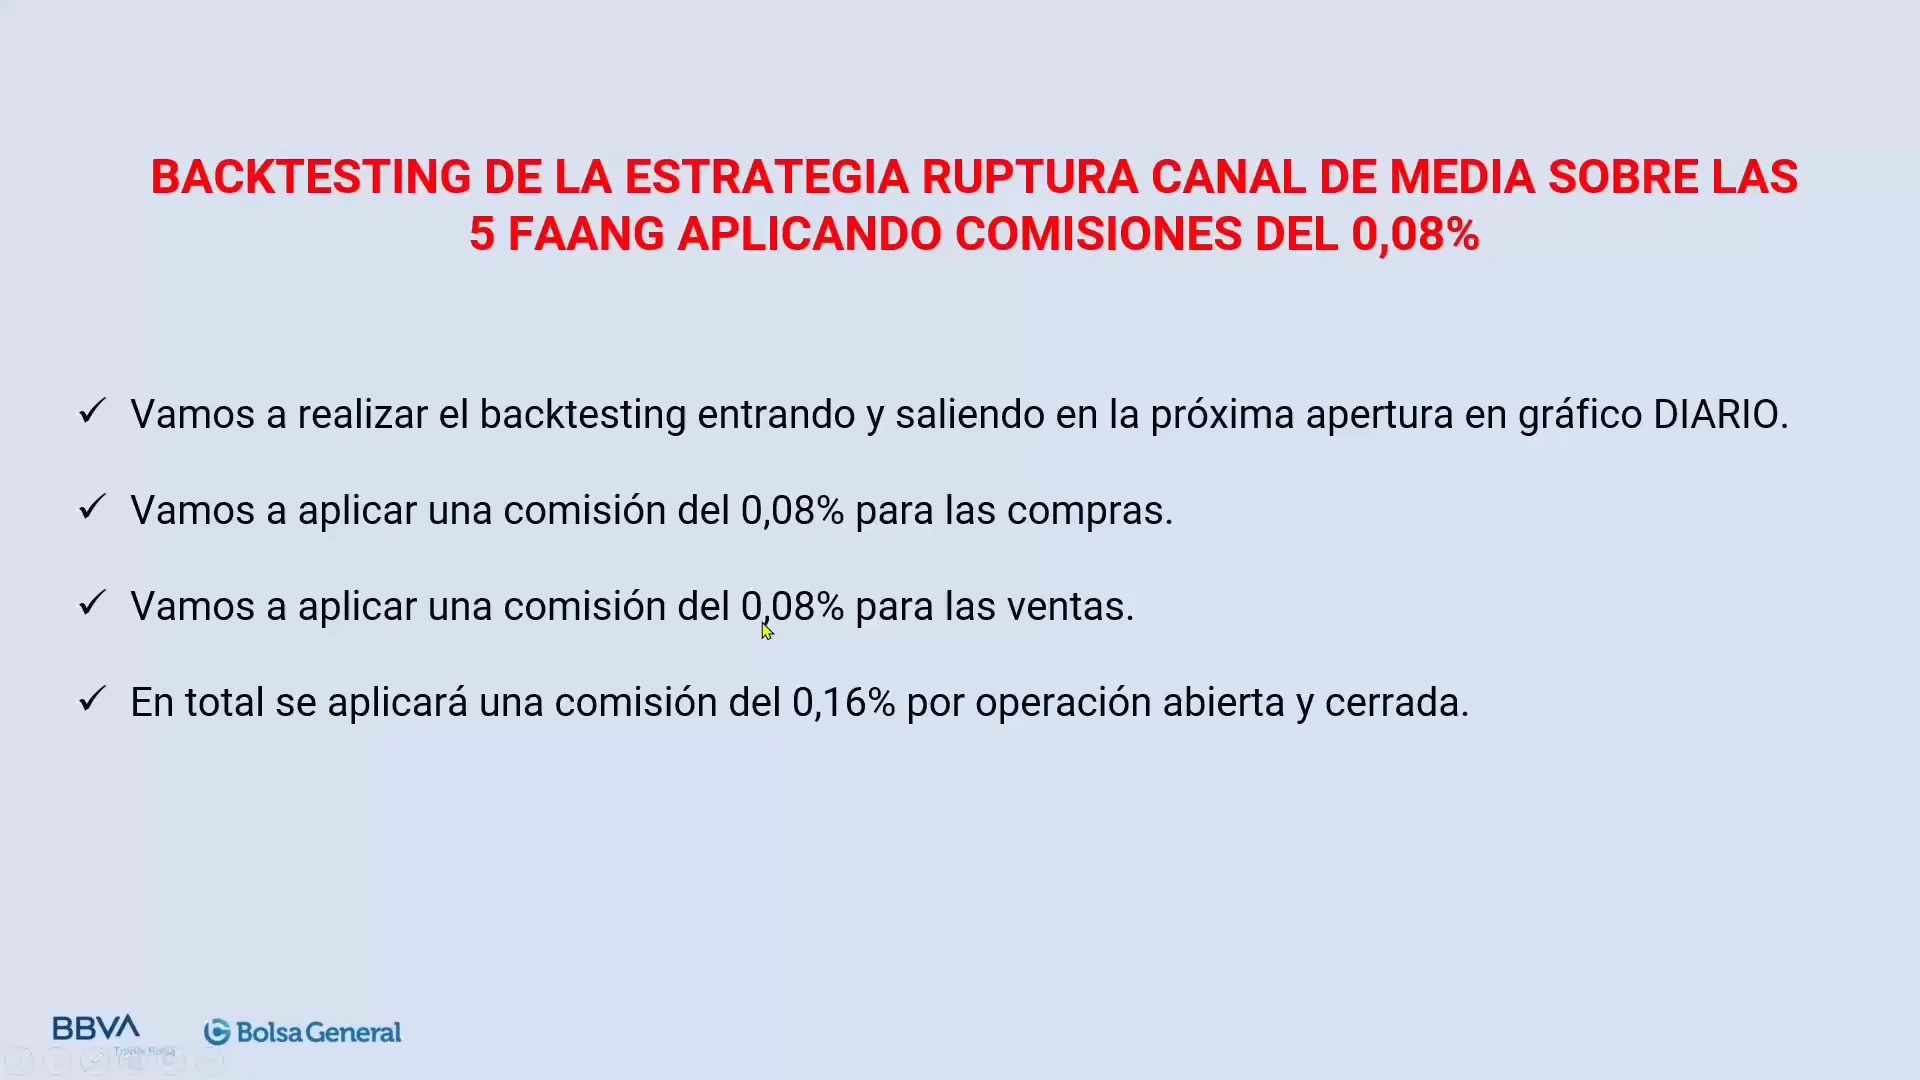 BACKTESTING DE LA ESTRATEGIA RUPTURA CANAL DE MEDIA SOBRE LAS
5 FAANG APLICANDO COMISIONES DEL 0,08%
✓ Vamos a realizar el backtesting entrando y saliendo en la próxima apertura en gráfico DIARIO.
✓ Vamos a aplicar una comisión del 0,08% para las compras.
✓ Vamos a aplicar una comisión del 0,08% para las ventas.
✓ En total se aplicará una comisión del 0,16% por operación abierta y cerrada.
BBVA
Trader Bolsa
Bolsa General